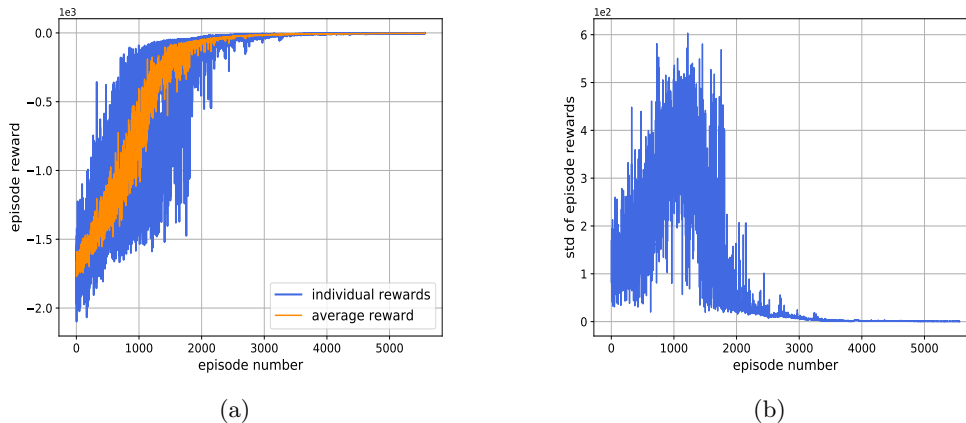 1e3
0.0
−0.5
−1.0
−1.5
−2.0
episode reward
individual rewards
average reward
0 1000 2000 3000 4000 5000
episode number
(a)
1e2
6
5
4
3
2
1
0
std of episode rewards
0 1000 2000 3000 4000 5000
episode number
(b)